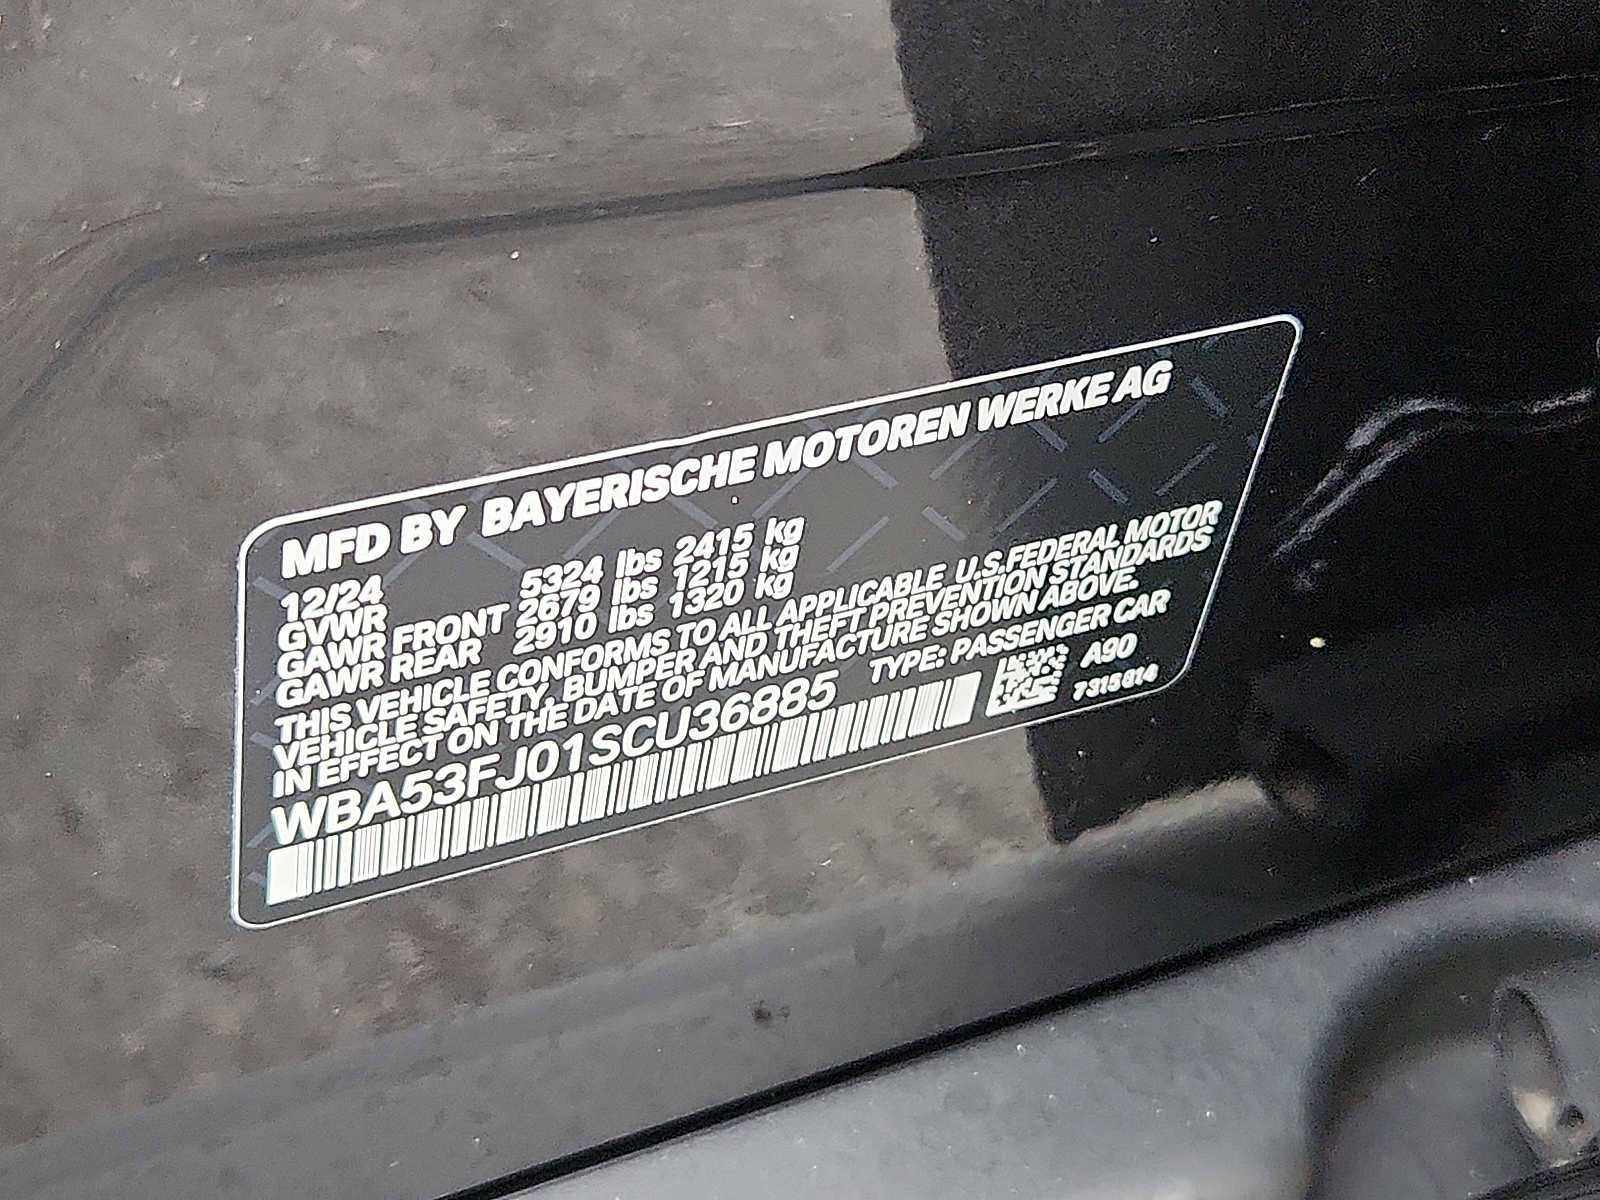 MFD BY BAYERISCHE MOTOREN WERKE AG
12/24
GVWR 5324 lbs 2415 kg
GAWR FRONT 2679 lbs 1215 kg
GAWR REAR 2910 lbs 1320 kg
THIS VEHICLE CONFORMS TO ALL APPLICABLE U.S.FEDERAL MOTOR
VEHICLE SAFETY, BUMPER AND THEFT PREVENTION STANDARDS
IN EFFECT ON THE DATE OF MANUFACTURE SHOWN ABOVE.
WBA53FJ01SCU36885 TYPE: PASSENGER CAR
A90
7315614